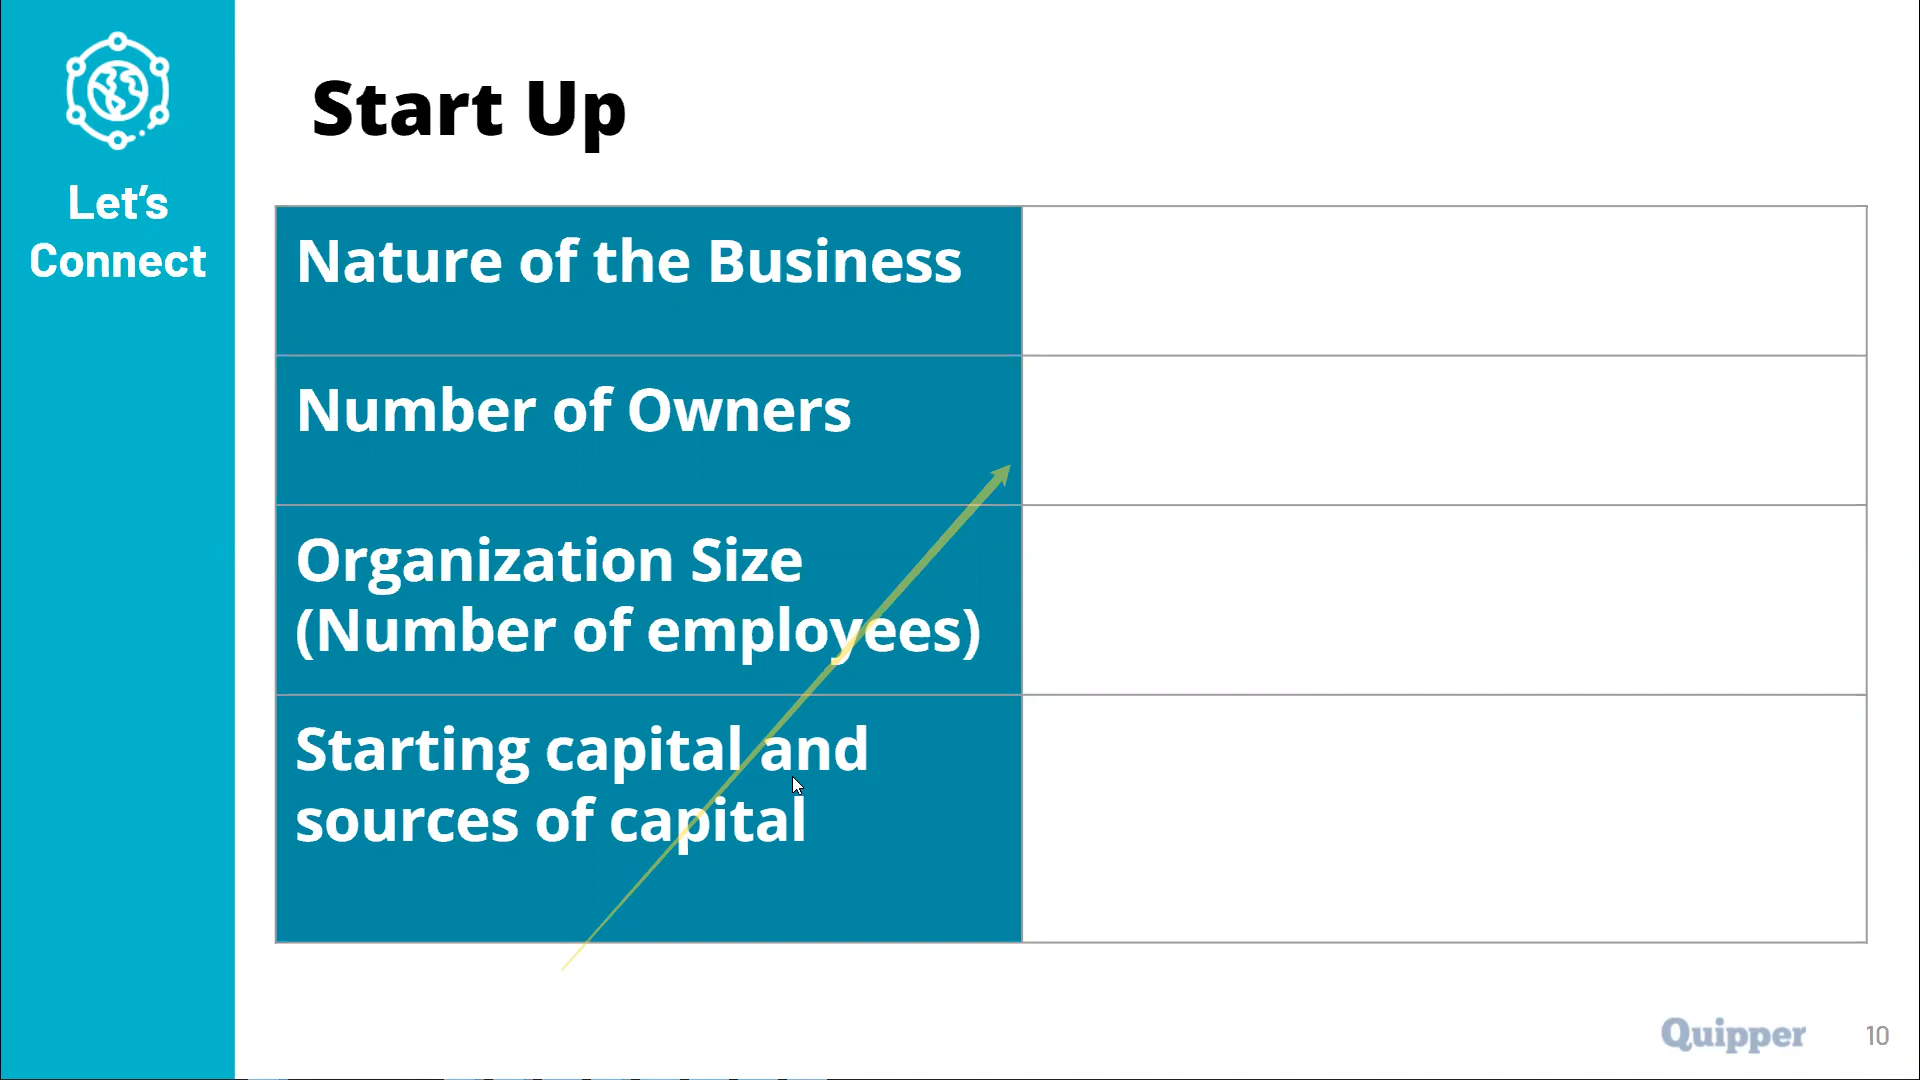 Let's
Connect
Start Up
Nature of the Business
Number of Owners
Organization Size
(Number of employees)
Starting capital and
sources of capital
Quipper
10